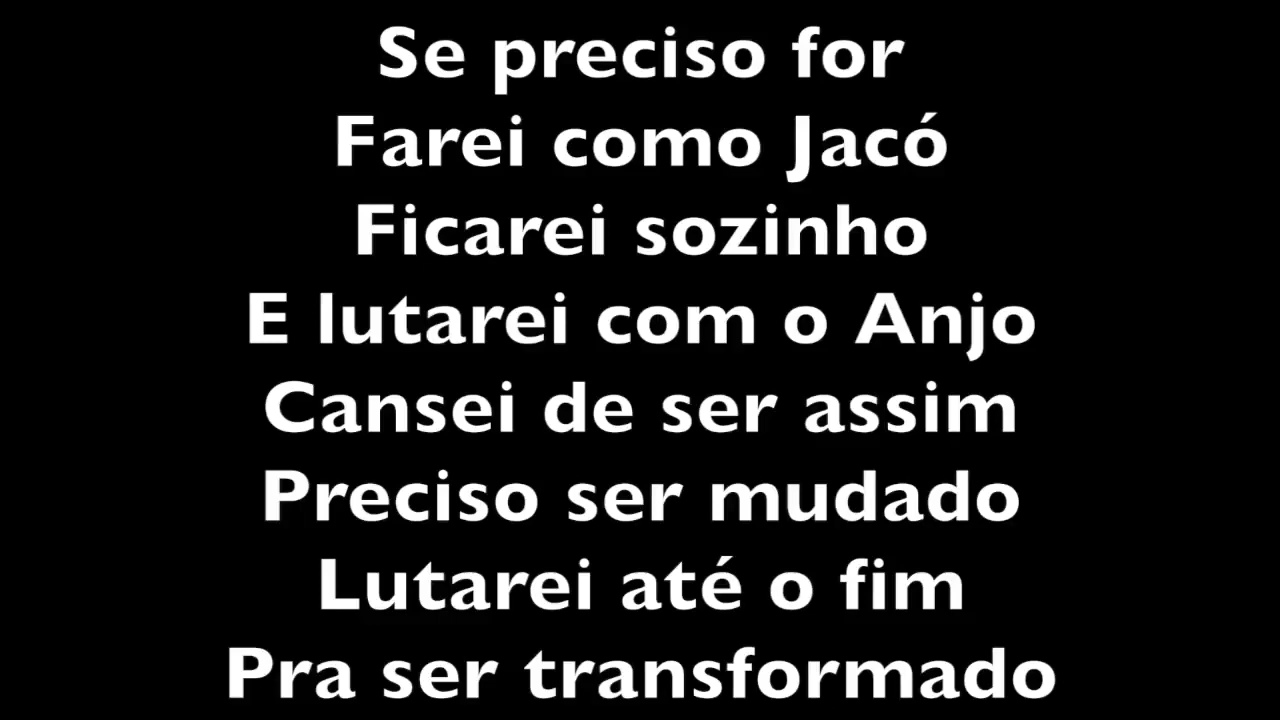 Se preciso for
Farei como Jacó
Ficarei sozinho
E lutarei com o Anjo
Cansei de ser assim
Preciso ser mudado
Lutarei até o fim
Pra ser transformado